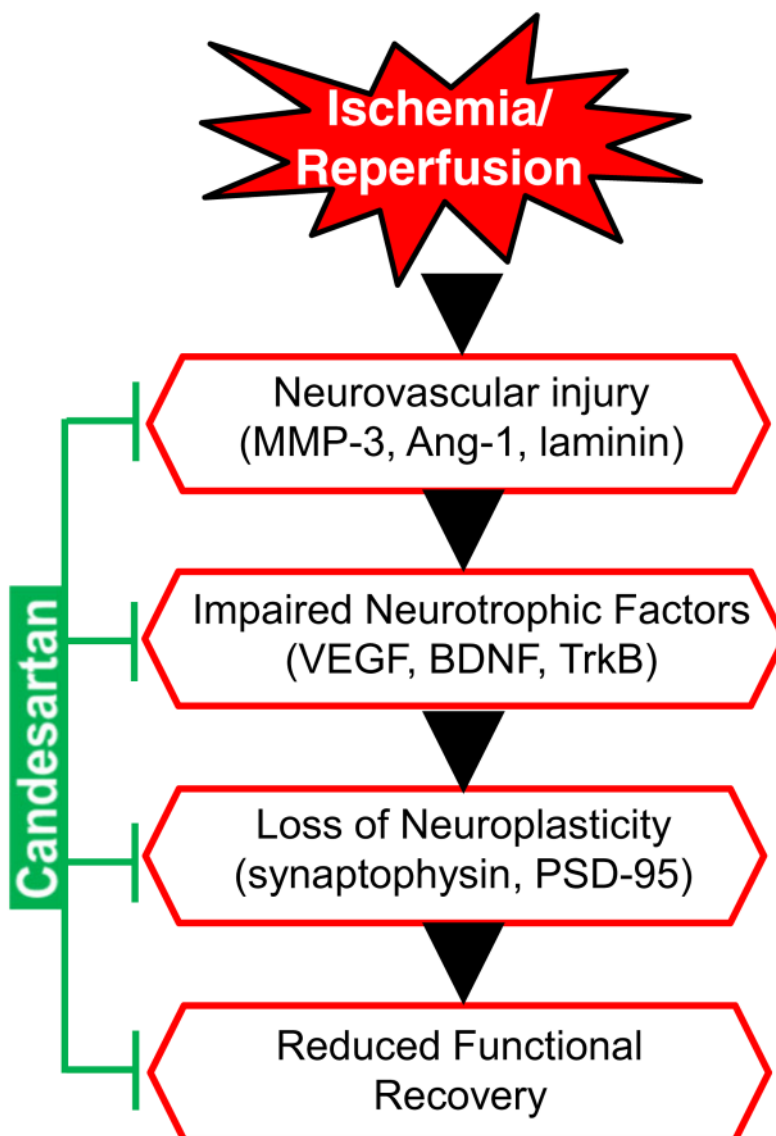 Ischemia/
Reperfusion
Neurovascular injury
(MMP-3, Ang-1, laminin)
Impaired Neurotrophic Factors
(VEGF, BDNF, TrkB)
Candesartan
Loss of Neuroplasticity
(synaptophysin, PSD-95)
Reduced Functional
Recovery